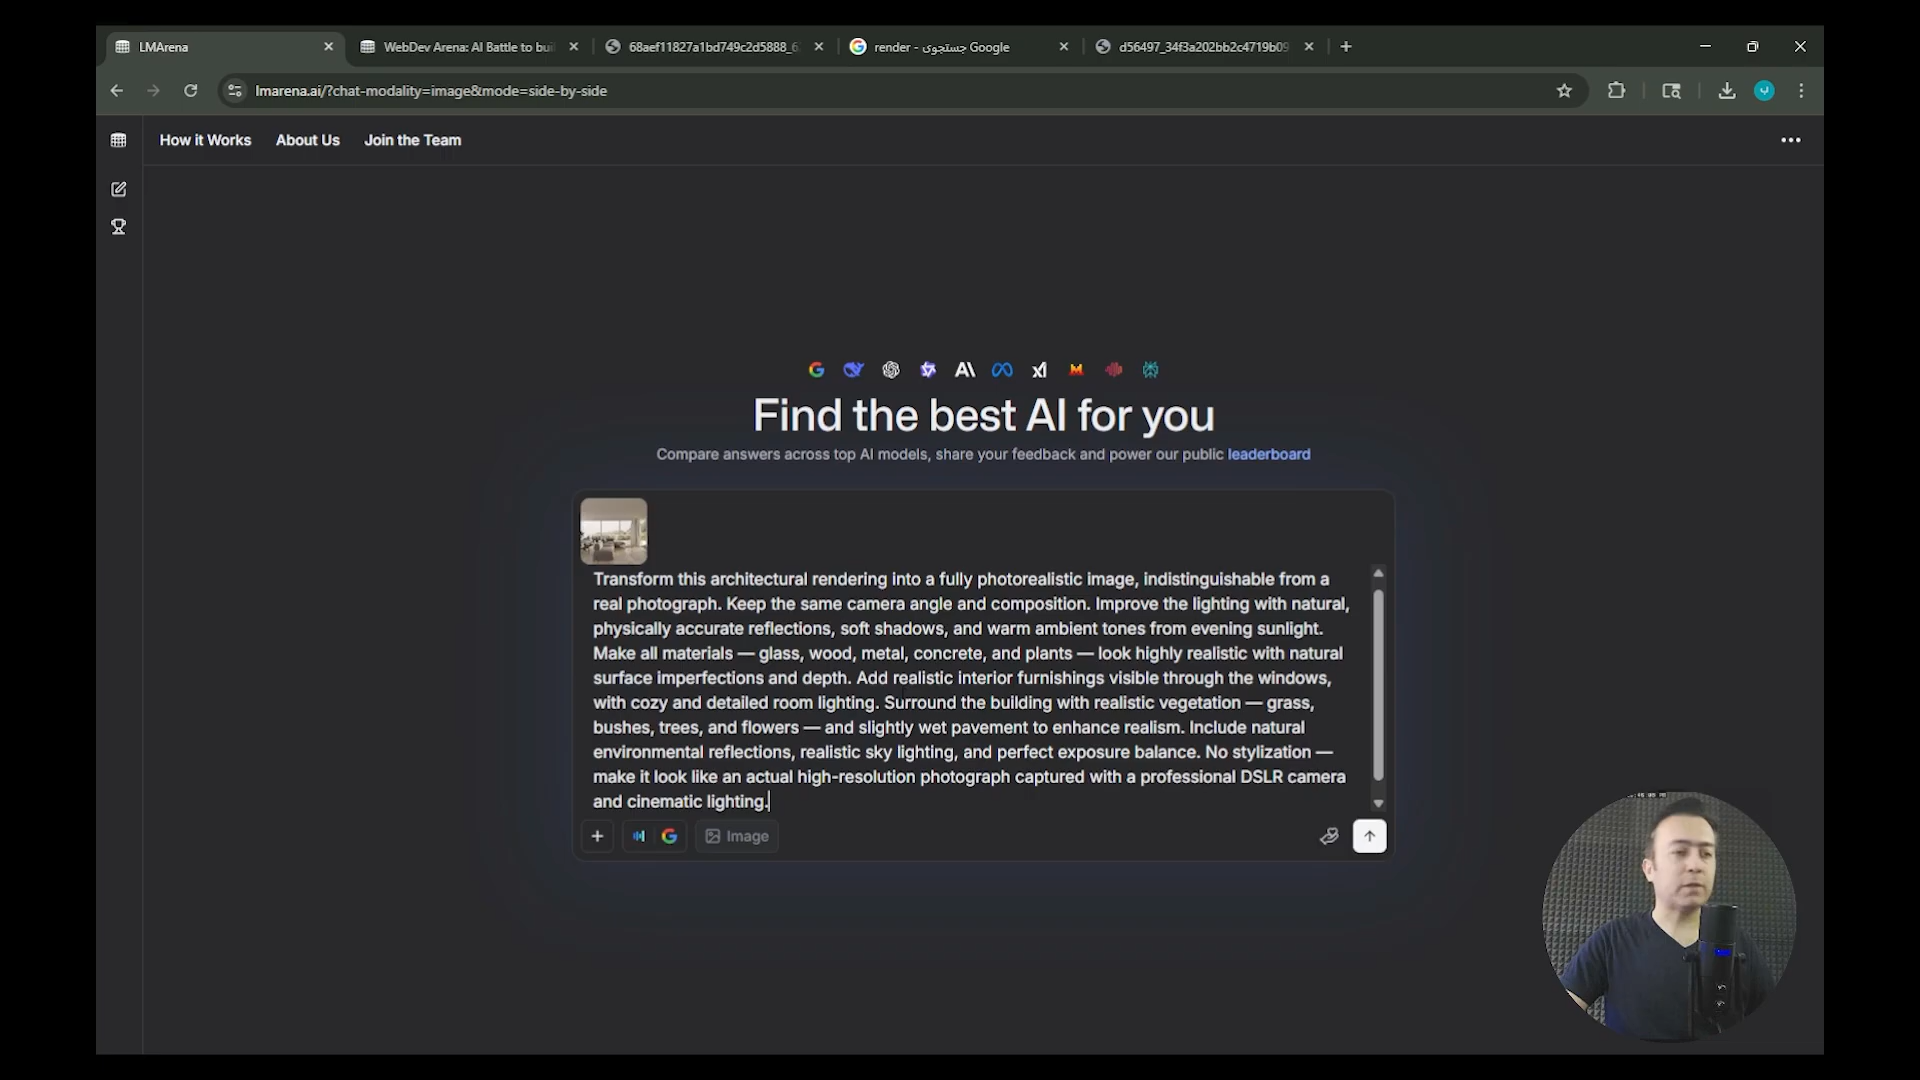 LMArena
WebDev Arena: AI Battle to bui
68aef11827a1bd749c2d5888_6
render - جستجوی Google
d56497_34f3a202bb2c4719b09
lmarena.ai/?chat-modality=image&mode=side-by-side
How it Works
About Us
Join the Team
Find the best AI for you
Compare answers across top AI models, share your feedback and power our public leaderboard
Transform this architectural rendering into a fully photorealistic image, indistinguishable from a
real photograph. Keep the same camera angle and composition. Improve the lighting with natural,
physically accurate reflections, soft shadows, and warm ambient tones from evening sunlight.
Make all materials — glass, wood, metal, concrete, and plants — look highly realistic with natural
surface imperfections and depth. Add realistic interior furnishings visible through the windows,
with cozy and detailed room lighting. Surround the building with realistic vegetation — grass,
bushes, trees, and flowers — and slightly wet pavement to enhance realism. Include natural
environmental reflections, realistic sky lighting, and perfect exposure balance. No stylization —
make it look like an actual high-resolution photograph captured with a professional DSLR camera
and cinematic lighting.
Image